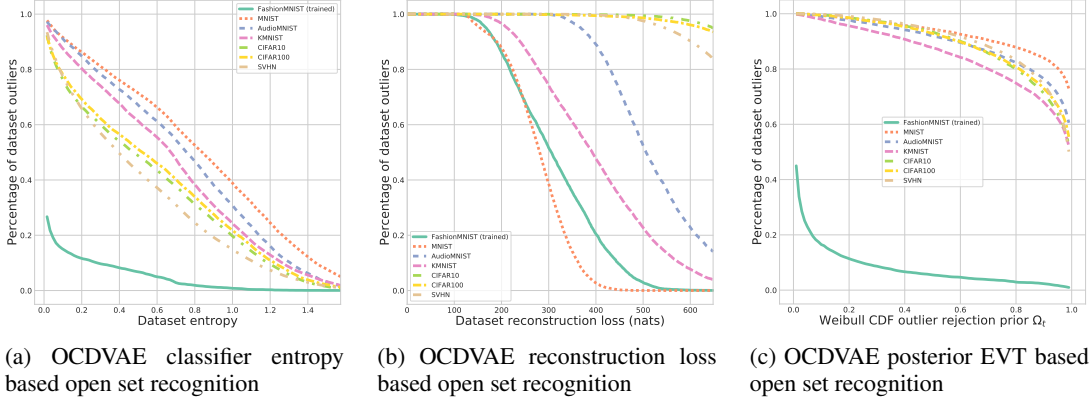 Percentage of dataset outliers
1.0
0.8
0.6
0.4
0.2
0.0
0.0 0.2 0.4 0.6 0.8 1.0 1.2 1.4
Dataset entropy
FashionMNIST (trained)
MNIST
AudioMNIST
KMNIST
CIFAR10
CIFAR100
SVHN
(a) OCDVAE classifier entropy
based open set recognition
Percentage of dataset outliers
1.0
0.8
0.6
0.4
0.2
0.0
0 100 200 300 400 500 600
Dataset reconstruction loss (nats)
FashionMNIST (trained)
MNIST
AudioMNIST
KMNIST
CIFAR10
CIFAR100
SVHN
(b) OCDVAE reconstruction loss
based open set recognition
Percentage of dataset outliers
1.0
0.8
0.6
0.4
0.2
0.0
0.0 0.2 0.4 0.6 0.8 1.0
Weibull CDF outlier rejection prior Ωt
FashionMNIST (trained)
MNIST
AudioMNIST
KMNIST
CIFAR10
CIFAR100
SVHN
(c) OCDVAE posterior EVT based
open set recognition